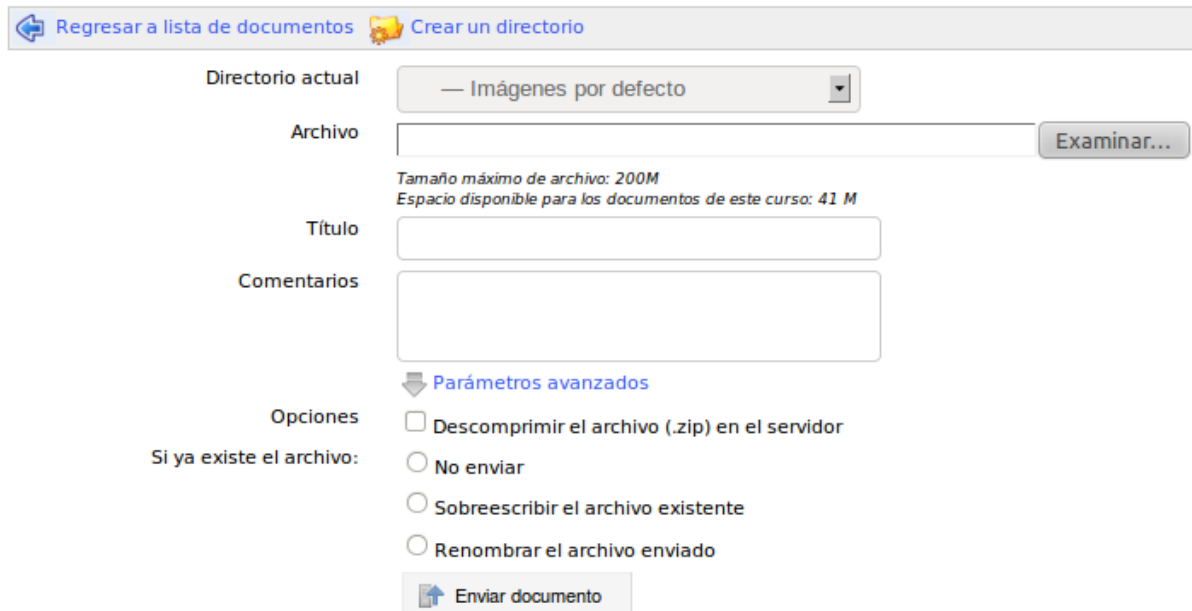 Regresar a lista de documentos Crear un directorio
Directorio actual — Imágenes por defecto
Archivo Examinar...
Tamaño máximo de archivo: 200M
Espacio disponible para los documentos de este curso: 41 M
Título
Comentarios
Parámetros avanzados
Opciones Descomprimir el archivo (.zip) en el servidor
Si ya existe el archivo: No enviar
Sobreescribir el archivo existente
Renombrar el archivo enviado
Enviar documento